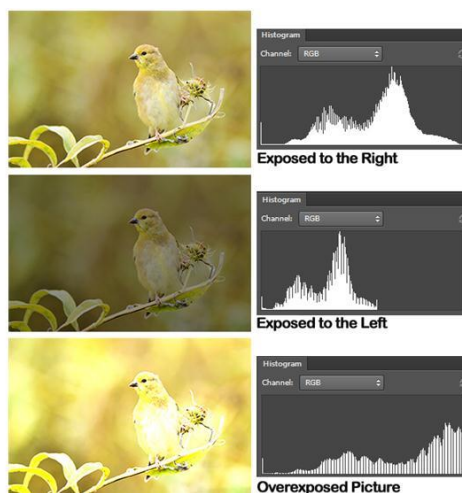 Histogram
Channel: RGB
Exposed to the Right
Histogram
Channel: RGB
Exposed to the Left
Histogram
Channel: RGB
Overexposed Picture